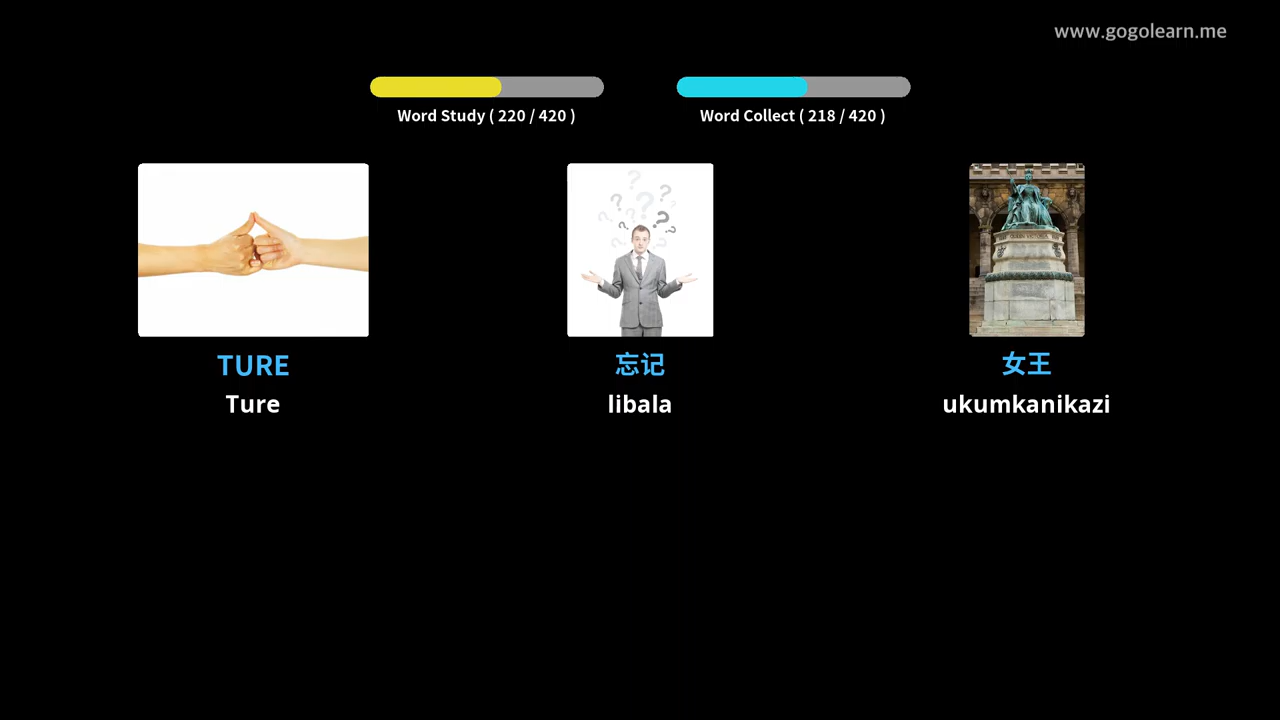 www.gogolearn.me
Word Study ( 220 / 420 )
Word Collect ( 218 / 420 )
TURE
Ture
忘记
libala
女王
ukumkanikazi